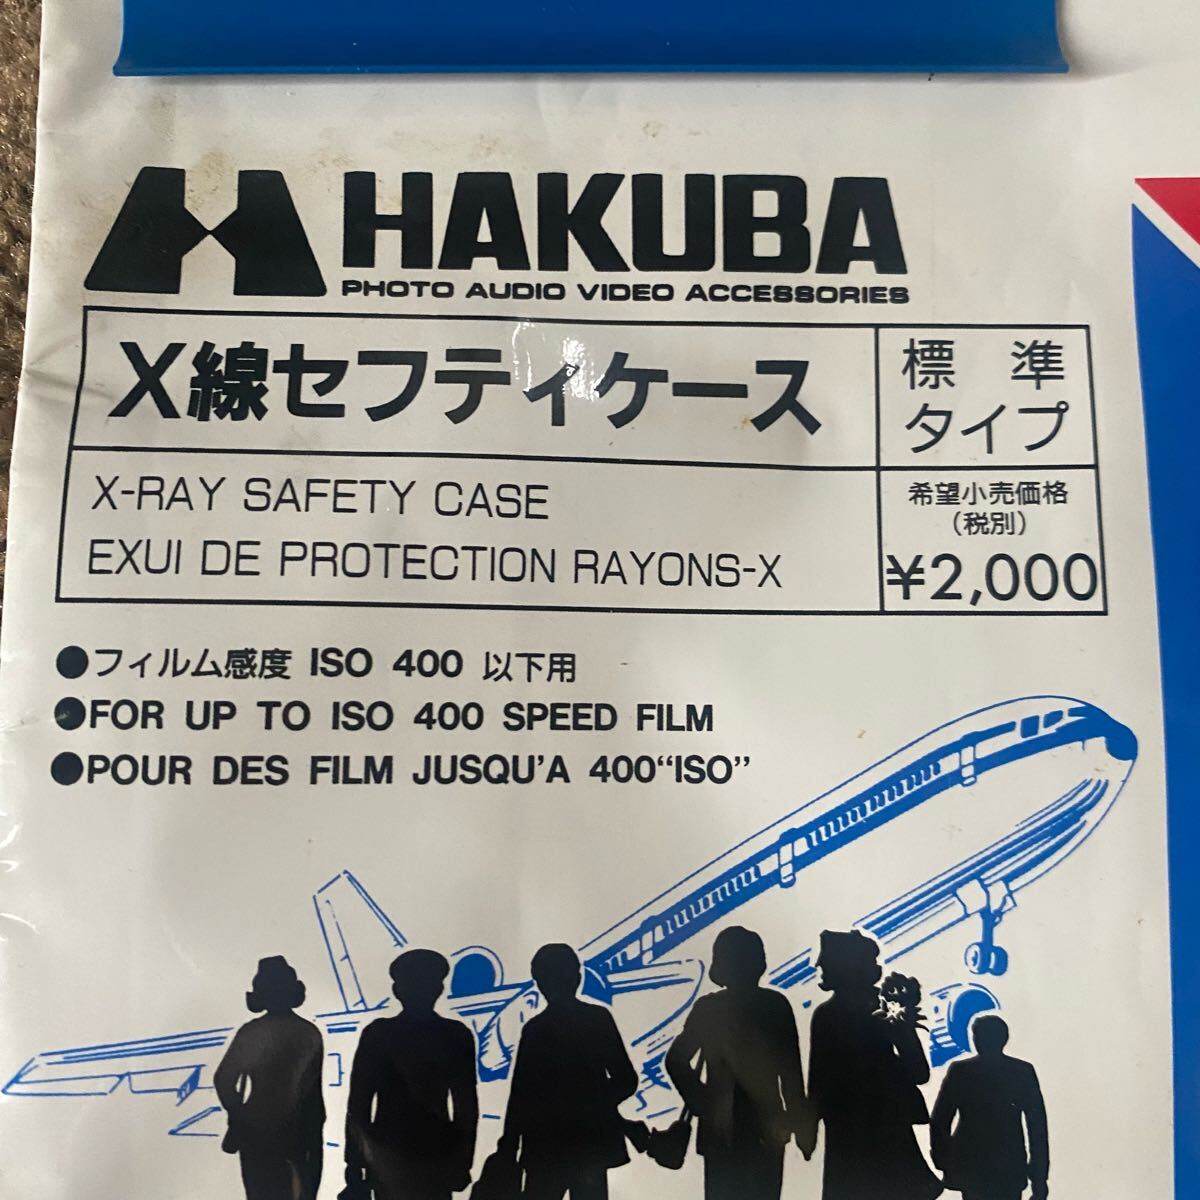 HAKUBA
PHOTO AUDIO VIDEO ACCESSORIES
X線セフティケース
標準
タイプ
X-RAY SAFETY CASE
EXUI DE PROTECTION RAYONS-X
希望小売価格
(税別)
¥2,000
●フィルム感度 ISO 400 以下用
●FOR UP TO ISO 400 SPEED FILM
●POUR DES FILM JUSQU'A 400“ISO”